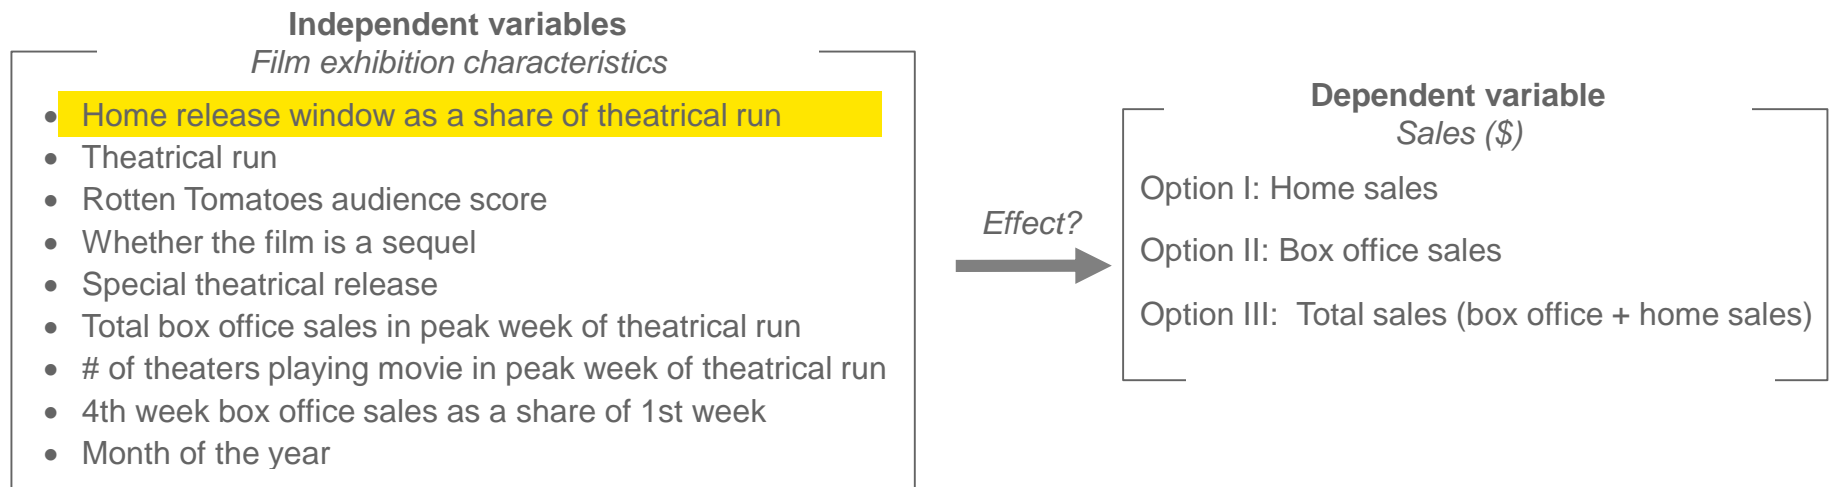 Independent variables
Film exhibition characteristics
• Home release window as a share of theatrical run
• Theatrical run
• Rotten Tomatoes audience score
• Whether the film is a sequel
• Special theatrical release
• Total box office sales in peak week of theatrical run
• # of theaters playing movie in peak week of theatrical run
• 4th week box office sales as a share of 1st week
• Month of the year
Effect?
Dependent variable
Sales ($)
Option I: Home sales
Option II: Box office sales
Option III:  Total sales (box office + home sales)